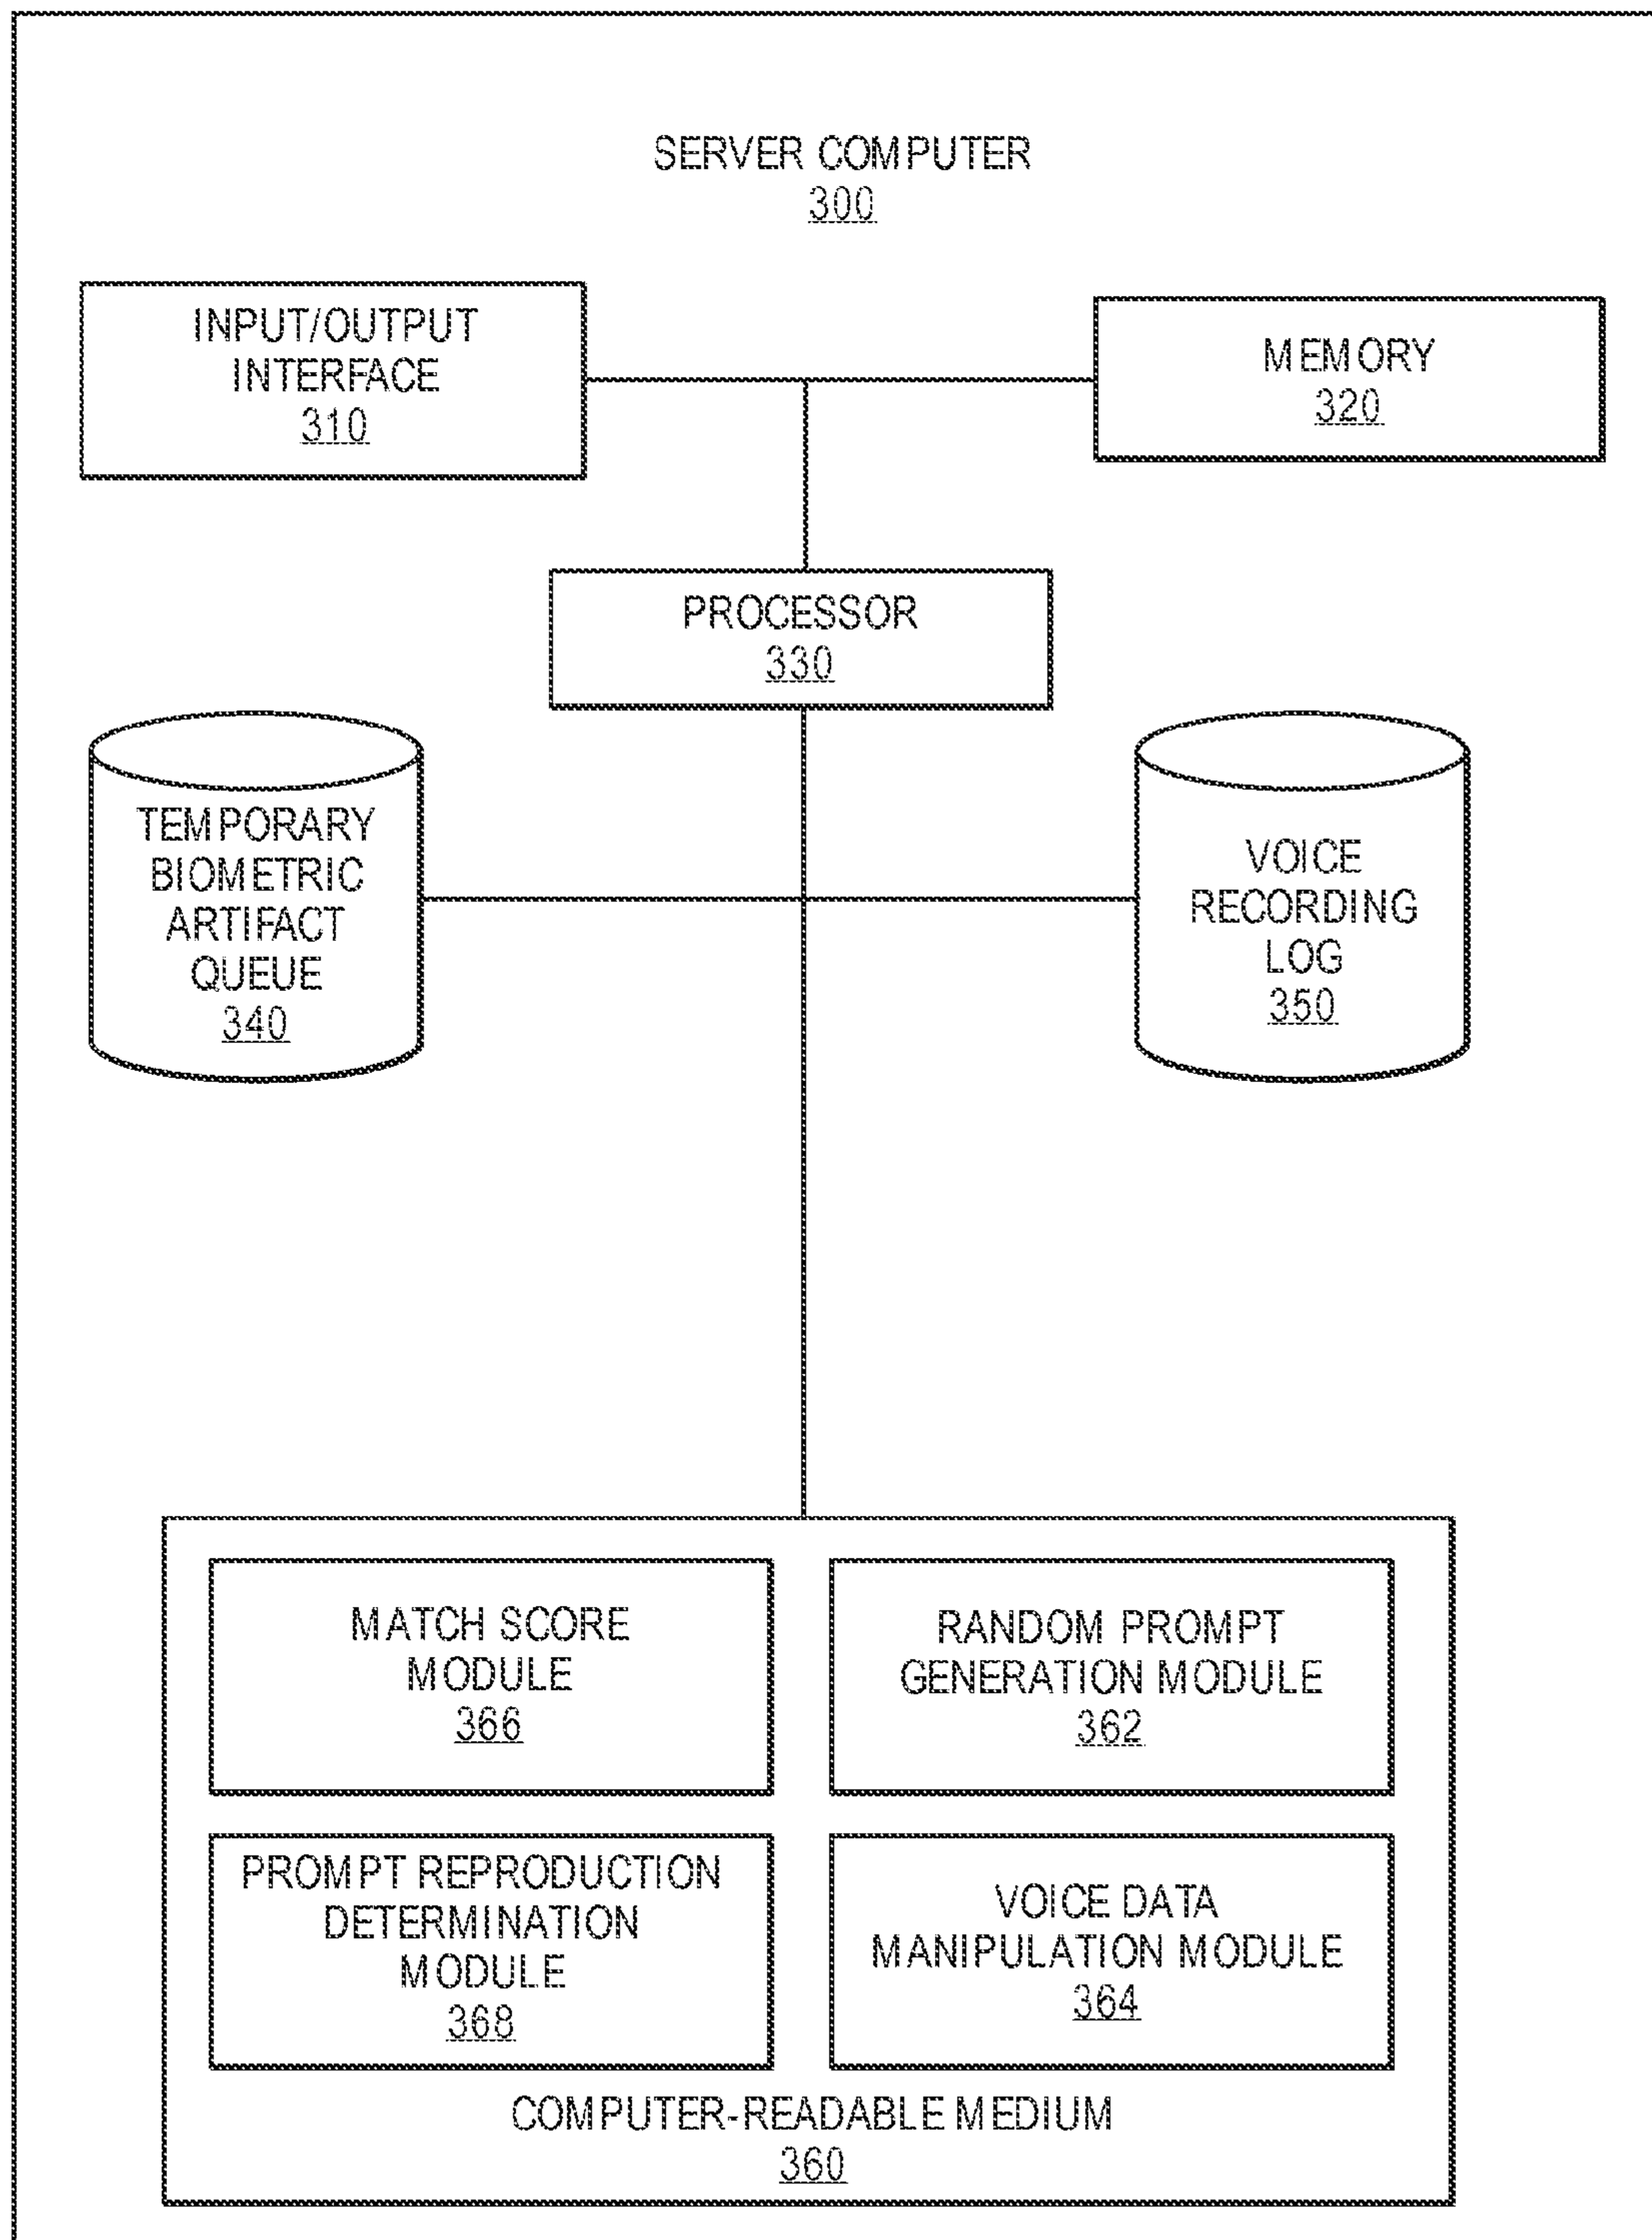 SERVER COMPUTER
300
INPUT/OUTPUT
INTERFACE
310
MEMORY
320
PROCESSOR
330
TEMPORARY
BIOMETRIC
ARTIFACT
QUEUE
340
VOICE
RECORDING
LOG
350
MATCH SCORE
MODULE
366
RANDOM PROMPT
GENERATION MODULE
362
PROMPT REPRODUCTION
DETERMINATION
MODULE
368
VOICE DATA
MANIPULATION MODULE
364
COMPUTER-READABLE MEDIUM
360